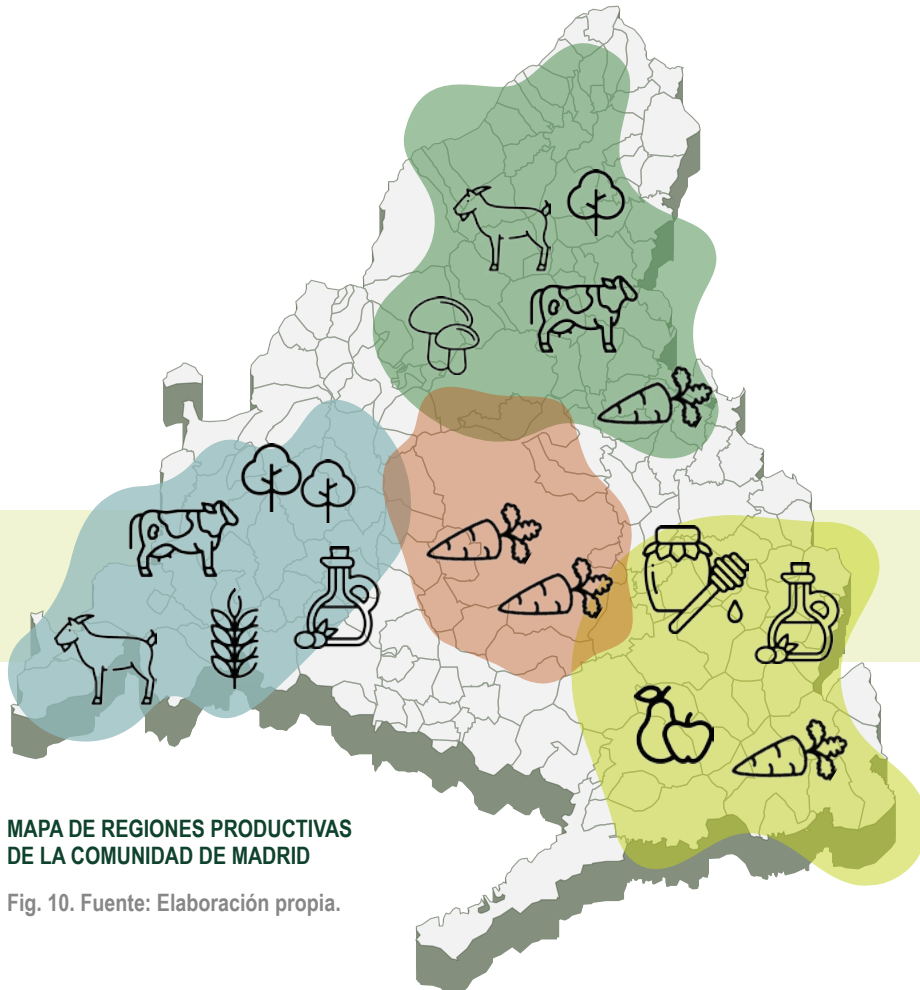 MAPA DE REGIONES PRODUCTIVAS
DE LA COMUNIDAD DE MADRID
Fig. 10. Fuente: Elaboración propia.